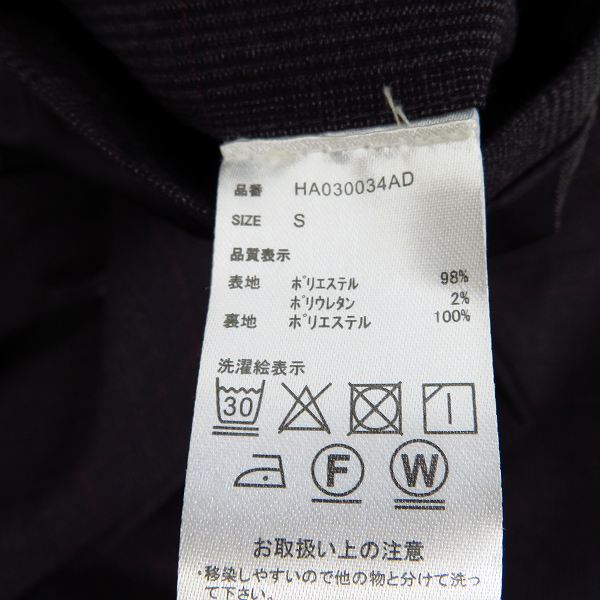 品番 HA030034AD
SIZE S
品質表示
表地 ポリエステル 98%
ポリウレタン 2%
裏地 ポリエステル 100%
洗濯絵表示
30
F W
お取扱い上の注意
・移染しやすいので他の物と分けて洗っ
て下さい。